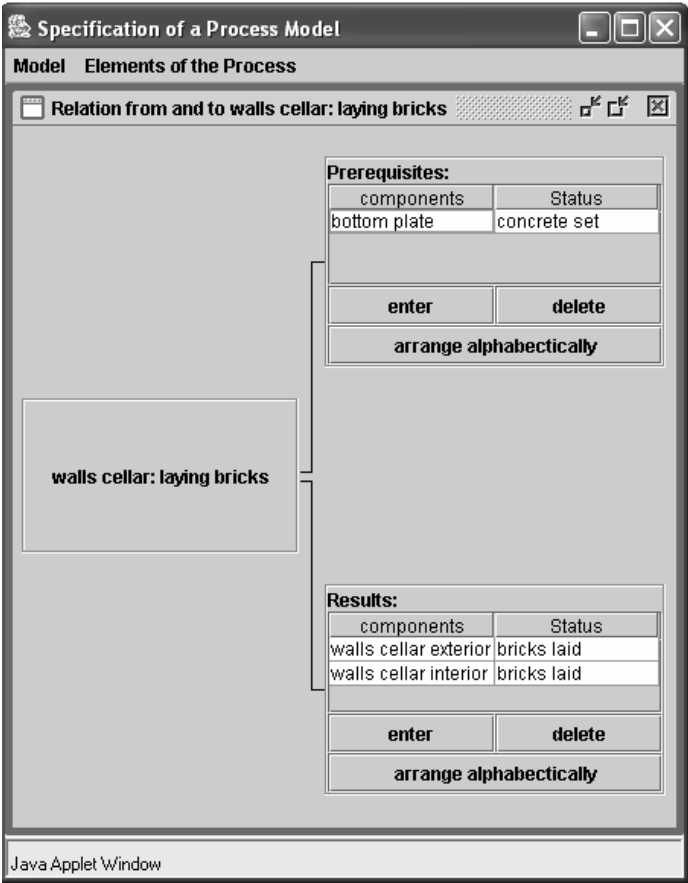 Specification of a Process Model
Model Elements of the Process
Relation from and to walls cellar: laying bricks
Prerequisites:
components Status
bottom plate concrete set
enter delete
arrange alphabectically
walls cellar: laying bricks
Results:
components Status
walls cellar exterior bricks laid
walls cellar interior bricks laid
enter delete
arrange alphabectically
Java Applet Window